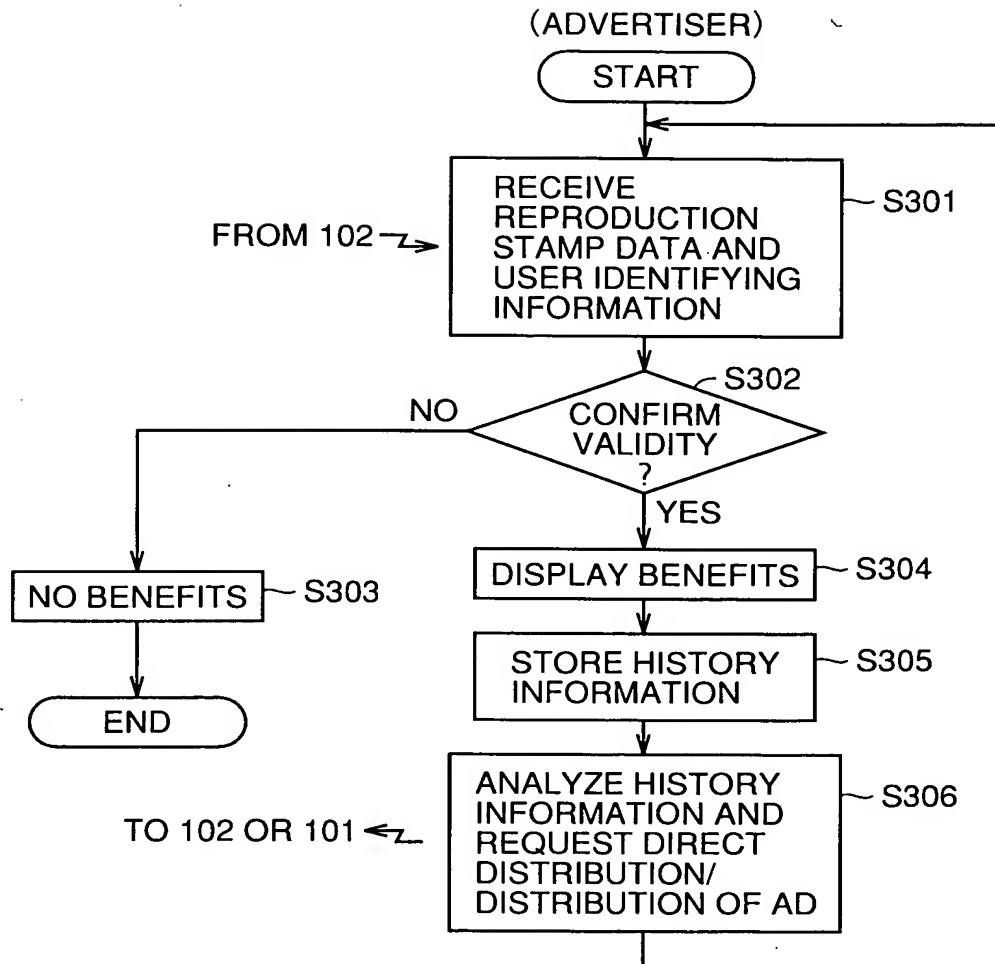 (ADVERTISER)
START
RECEIVE
REPRODUCTION
STAMP DATA AND
USER IDENTIFYING
INFORMATION
S301
FROM 102
S302
CONFIRM
VALIDITY
?
NO
YES
NO BENEFITS
S303
DISPLAY BENEFITS
S304
STORE HISTORY
INFORMATION
S305
END
ANALYZE HISTORY
INFORMATION AND
REQUEST DIRECT
DISTRIBUTION/
DISTRIBUTION OF AD
S306
TO 102 OR 101